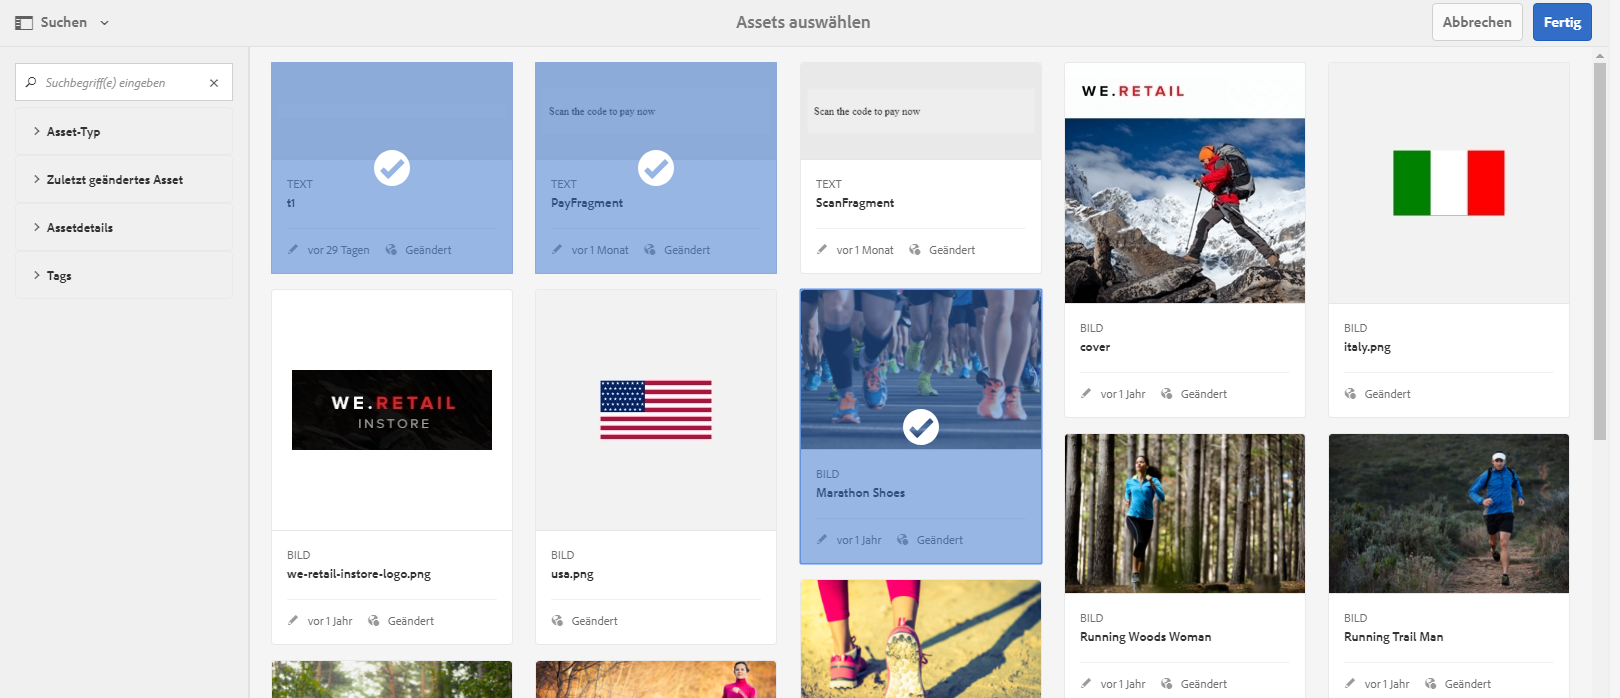 Suchen
Assets auswählen
Abbrechen
Fertig
Suchbegriff(e) eingeben
Asset-Typ
Zuletzt geändertes Asset
Assetdetails
Tags
TEXT
t1
vor 29 Tagen Geändert
Scan the code to pay now
TEXT
PayFragment
vor 1 Monat Geändert
Scan the code to pay now
TEXT
ScanFragment
vor 1 Monat Geändert
WE.RETAIL
BILD
cover
vor 1 Jahr Geändert
BILD
italy.png
Geändert
WE.RETAIL
INSTORE
BILD
we-retail-instore-logo.png
vor 1 Jahr Geändert
BILD
usa.png
Geändert
BILD
Marathon Shoes
vor 1 Jahr Geändert
BILD
Running Woods Woman
vor 1 Jahr Geändert
BILD
Running Trail Man
vor 1 Jahr Geändert